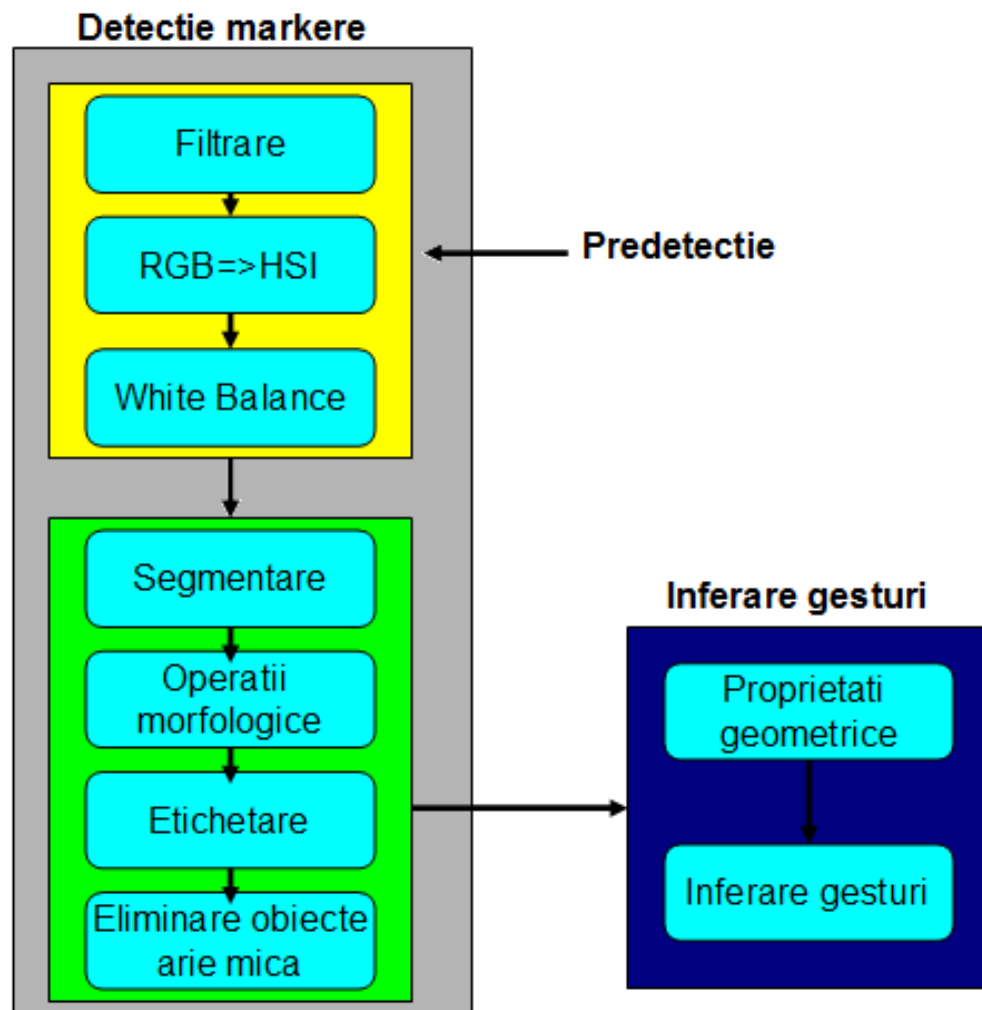 Detectie markere
Filtrare
RGB=>HSI
Predetectie
White Balance
Segmentare
Operatii
morfologice
Etichetare
Eliminare obiecte
arie mica
Inferare gesturi
Proprietati
geometrice
Inferare gesturi